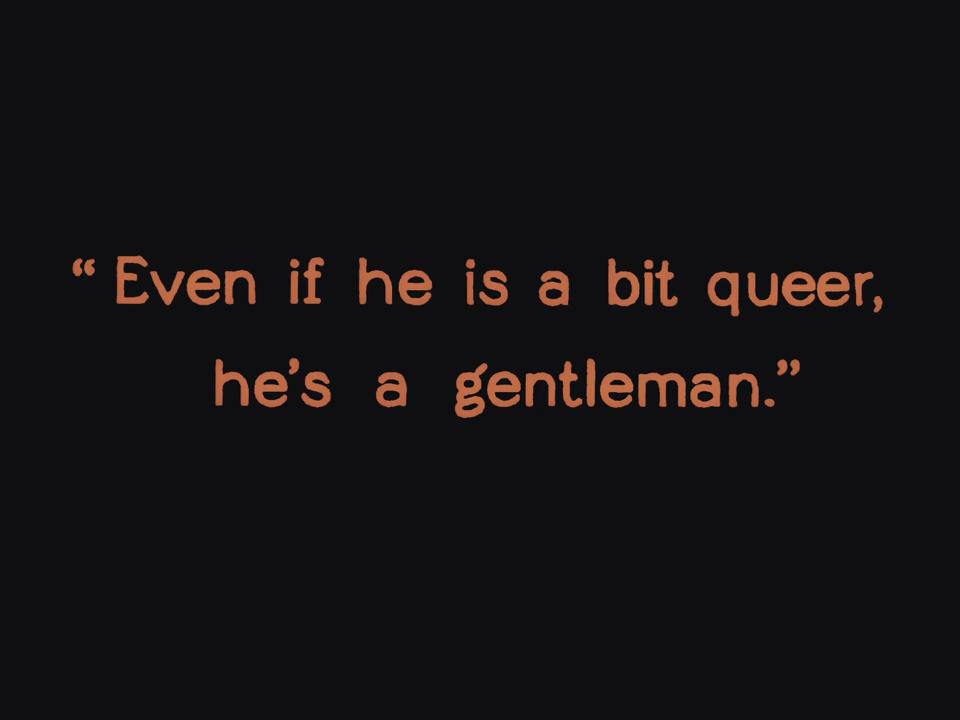 “Even if he is a bit queer,
he’s a gentleman.”